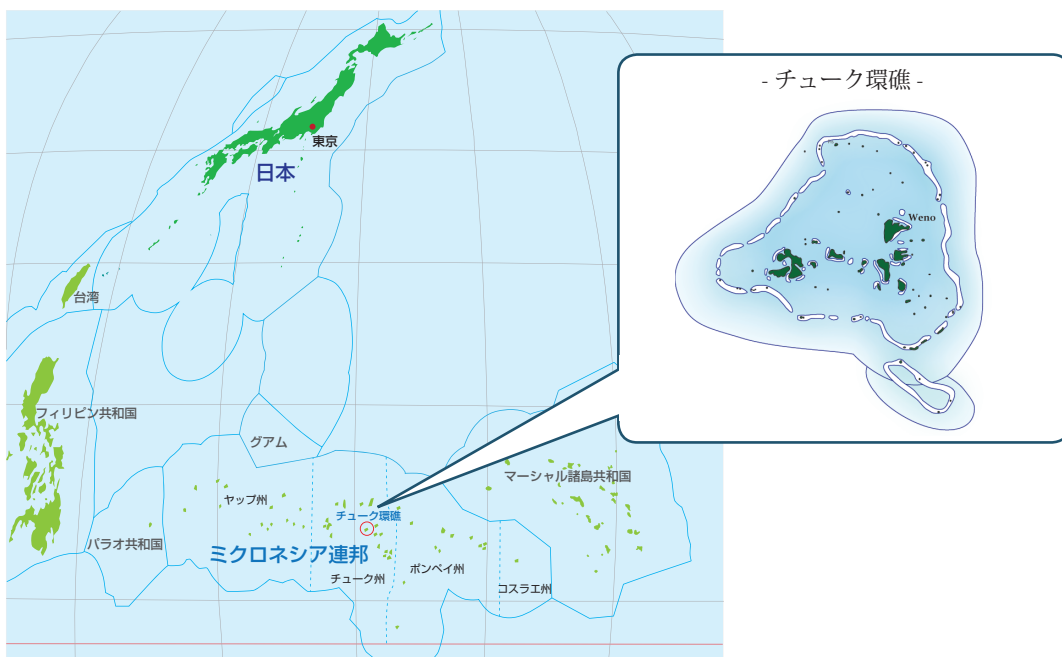 - チューク環礁 -
Weno
東京
日本
台湾
フィリピン共和国
グアム
マーシャル諸島共和国
ヤップ州
チューク環礁
パラオ共和国
ミクロネシア連邦
チューク州
ポンペイ州
コスラエ州